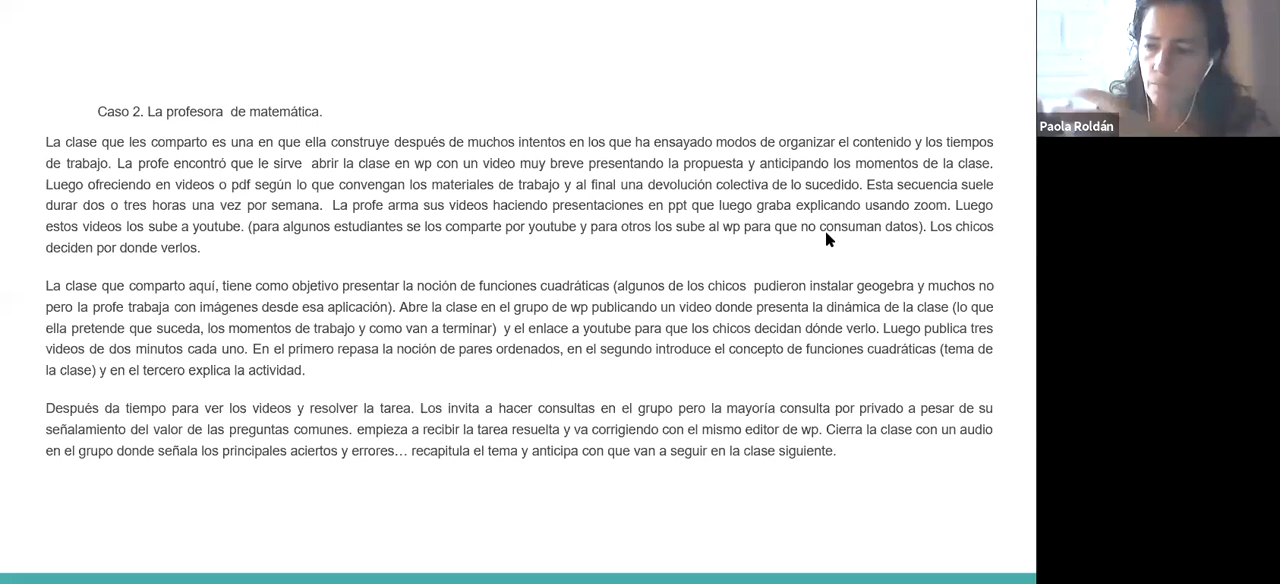 Caso 2. La profesora de matemática.
La clase que les comparto es una en que ella construye después de muchos intentos en los que ha ensayado modos de organizar el contenido y los tiempos
de trabajo. La profe encontró que le sirve abrir la clase en wp con un video muy breve presentando la propuesta y anticipando los momentos de la clase.
Luego ofreciendo en videos o pdf según lo que convengan los materiales de trabajo y al final una devolución colectiva de lo sucedido. Esta secuencia suele
durar dos o tres horas una vez por semana. La profe arma sus videos haciendo presentaciones en ppt que luego graba explicando usando zoom. Luego
estos videos los sube a youtube. (para algunos estudiantes se los comparte por youtube y para otros los sube al wp para que no consuman datos). Los chicos
deciden por donde verlos.
La clase que comparto aquí, tiene como objetivo presentar la noción de funciones cuadráticas (algunos de los chicos pudieron instalar geogebra y muchos no
pero la profe trabaja con imágenes desde esa aplicación). Abre la clase en el grupo de wp publicando un video donde presenta la dinámica de la clase (lo que
ella pretende que suceda, los momentos de trabajo y como van a terminar) y el enlace a youtube para que los chicos decidan dónde verlo. Luego publica tres
videos de dos minutos cada uno. En el primero repasa la noción de pares ordenados, en el segundo introduce el concepto de funciones cuadráticas (tema de
la clase) y en el tercero explica la actividad.
Después da tiempo para ver los videos y resolver la tarea. Los invita a hacer consultas en el grupo pero la mayoría consulta por privado a pesar de su
señalamiento del valor de las preguntas comunes. empieza a recibir la tarea resuelta y va corrigiendo con el mismo editor de wp. Cierra la clase con un audio
en el grupo donde señala los principales aciertos y errores… recapitula el tema y anticipa con que van a seguir en la clase siguiente.
Paola Roldán